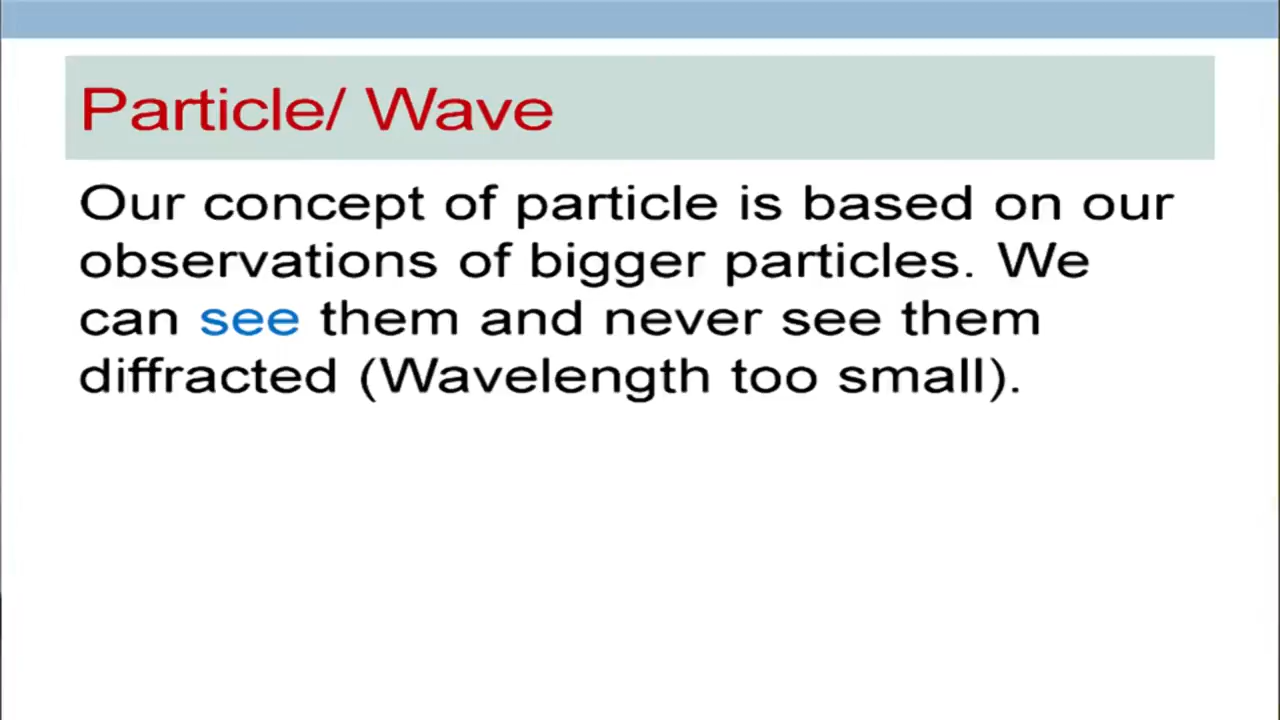 Particle/ Wave
Our concept of particle is based on our
observations of bigger particles. We
can see them and never see them
diffracted (Wavelength too small).